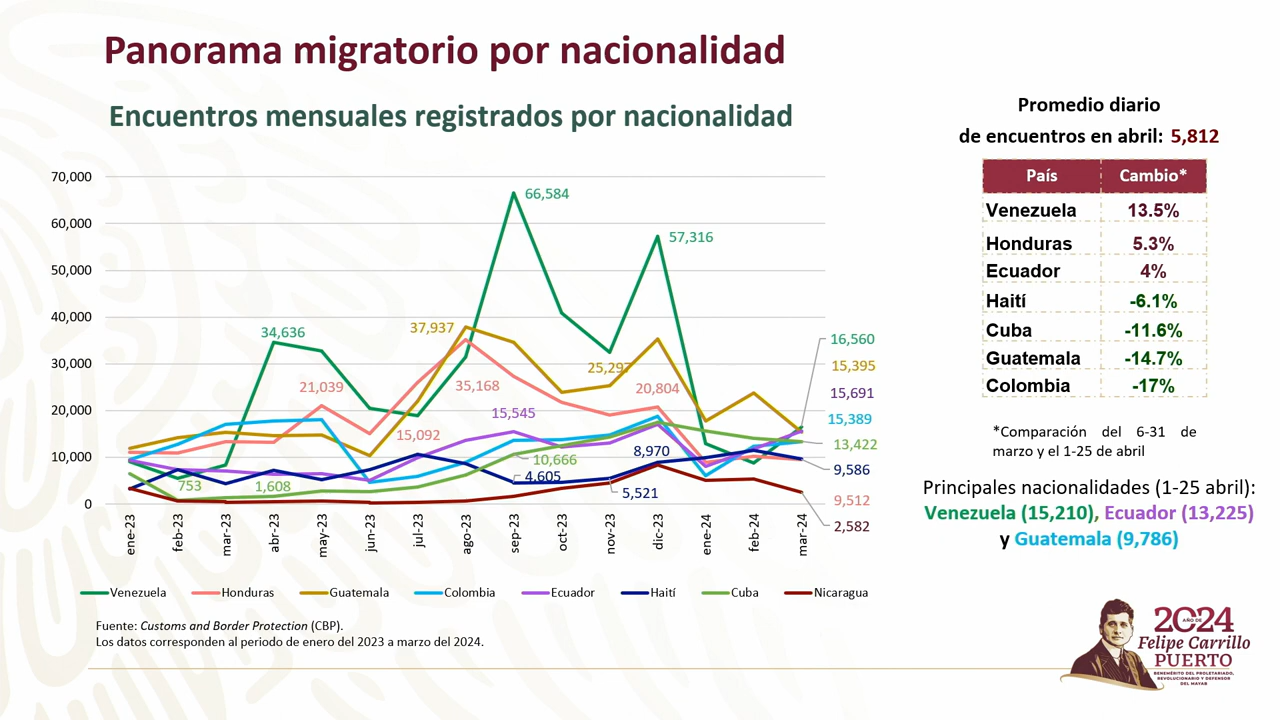 Panorama migratorio por nacionalidad
Encuentros mensuales registrados por nacionalidad
70,000
60,000
50,000
40,000
30,000
20,000
10,000
0
66,584
57,316
34,636
37,937
25,292
21,039
35,168
20,804
15,545
15,092
8,970
10,666
4,605
753
1,608
5,521
16,560
15,395
15,691
15,389
13,422
9,586
9,512
2,582
ene-23
feb-23
mar-23
abr-23
may-23
jun-23
jul-23
ago-23
sep-23
oct-23
nov-23
dic-23
ene-24
feb-24
mar-24
Venezuela
Honduras
Guatemala
Colombia
Ecuador
Haití
Cuba
Nicaragua
Fuente: Customs and Border Protection (CBP).
Los datos corresponden al periodo de enero del 2023 a marzo del 2024.
Promedio diario
de encuentros en abril: 5,812
País Cambio*
Venezuela 13.5%
Honduras 5.3%
Ecuador 4%
Haití -6.1%
Cuba -11.6%
Guatemala -14.7%
Colombia -17%
*Comparación del 6-31 de
marzo y el 1-25 de abril
Principales nacionalidades (1-25 abril):
Venezuela (15,210), Ecuador (13,225)
y Guatemala (9,786)
2024
AÑO DE
Felipe Carrillo
PUERTO
BENEMÉRITO DEL PROLETARIADO,
REVOLUCIONARIO Y DEFENSOR
DEL MAYAB